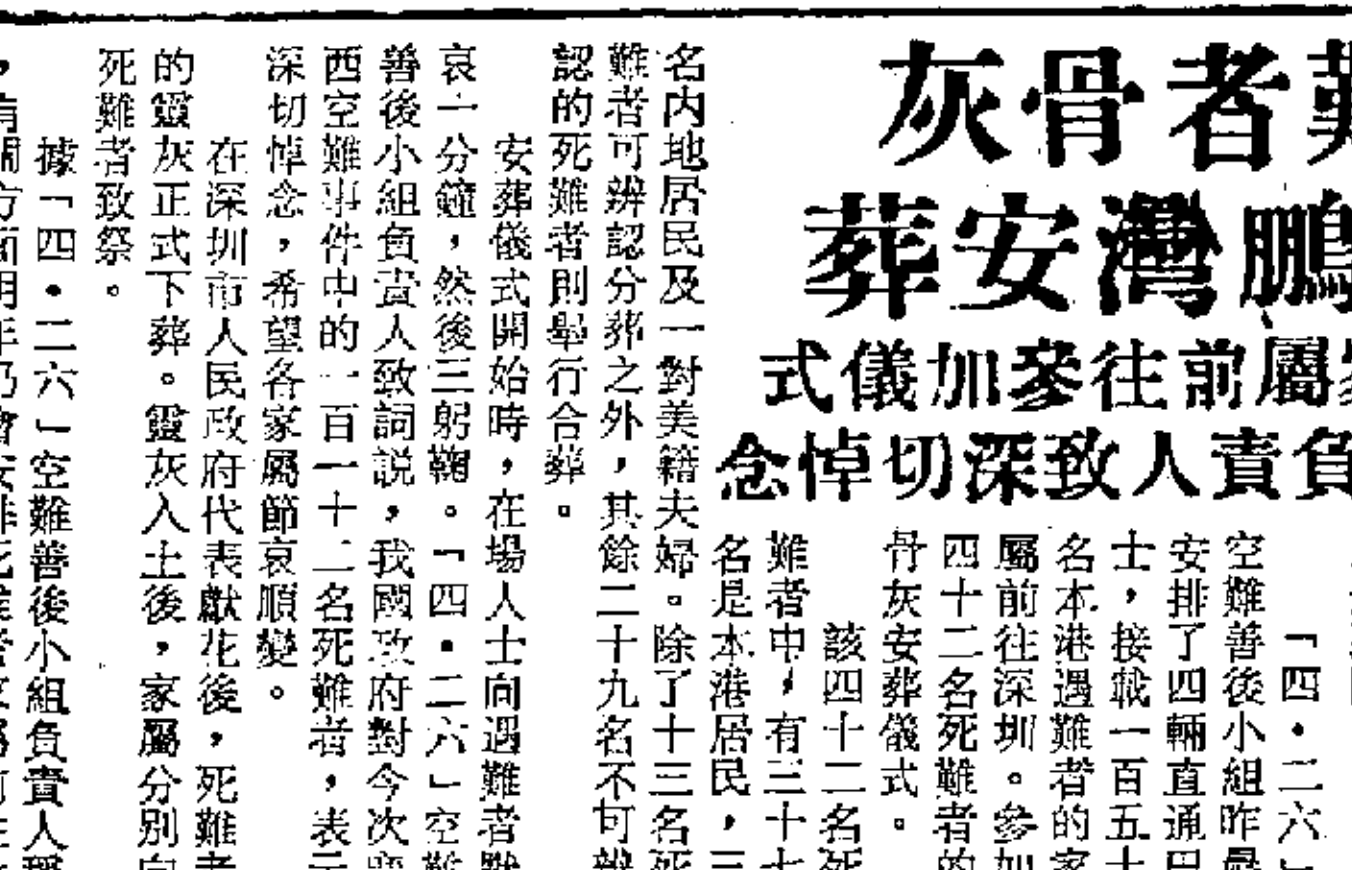 者骨灰
鵬灣安葬
屬前往參加儀式
負責人致深切悼念
「四·二六」
空難善後小組昨
安排了四輛直通
士,接載一百五十
名本港遇難者的家
屬前往深圳。參加
四十二名死難者的
骨灰安葬儀式。
該四十二名死
難者中,有三十七
名是本港居民,三
名內地居民及一對美籍夫婦。除了十三名死
難者可辨認分葬之外,其餘二十九名不可辨
認的死難者則舉行合葬。
安葬儀式開始時,在場人士向遇難者默
哀一分鐘,然後三躬鞠。「四·二六」空難
善後小組負責人致詞説,我國政府對今次廣
西空難事件中的一百一十二名死難者,表示
深切悼念,希望各家屬節哀順變。
在深圳市人民政府代表獻花後,死難者
的靈灰正式下葬。靈灰入土後,家屬分別向
死難者致祭。
據「四·二六」空難善後小組負責人稱